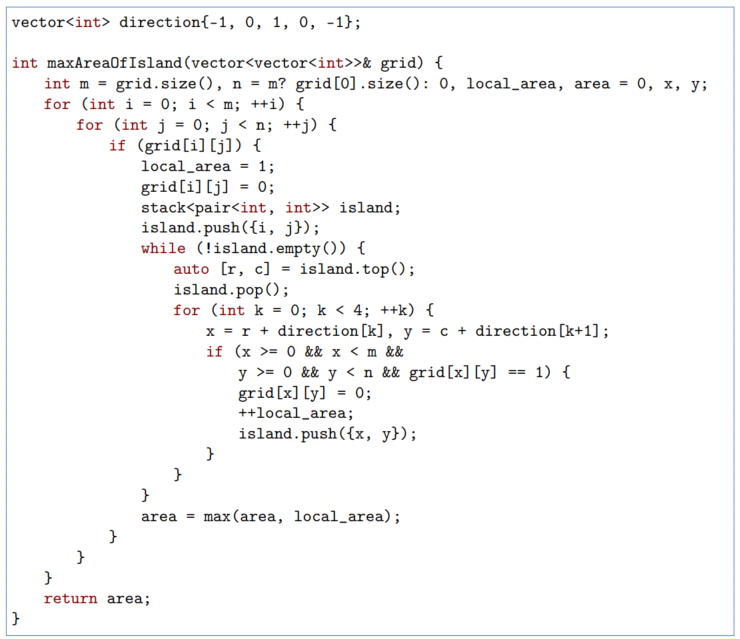 vector<int> direction{-1, 0, 1, 0, -1};

int maxAreaOfIsland(vector<vector<int>>& grid) {
    int m = grid.size(), n = m? grid[0].size(): 0, local_area, area = 0, x, y;
    for (int i = 0; i < m; ++i) {
        for (int j = 0; j < n; ++j) {
            if (grid[i][j]) {
                local_area = 1;
                grid[i][j] = 0;
                stack<pair<int, int>> island;
                island.push({i, j});
                while (!island.empty()) {
                    auto [r, c] = island.top();
                    island.pop();
                    for (int k = 0; k < 4; ++k) {
                        x = r + direction[k], y = c + direction[k+1];
                        if (x >= 0 && x < m &&
                            y >= 0 && y < n && grid[x][y] == 1) {
                            grid[x][y] = 0;
                            ++local_area;
                            island.push({x, y});
                        }
                    }
                }
                area = max(area, local_area);
            }
        }
    }
    return area;
}